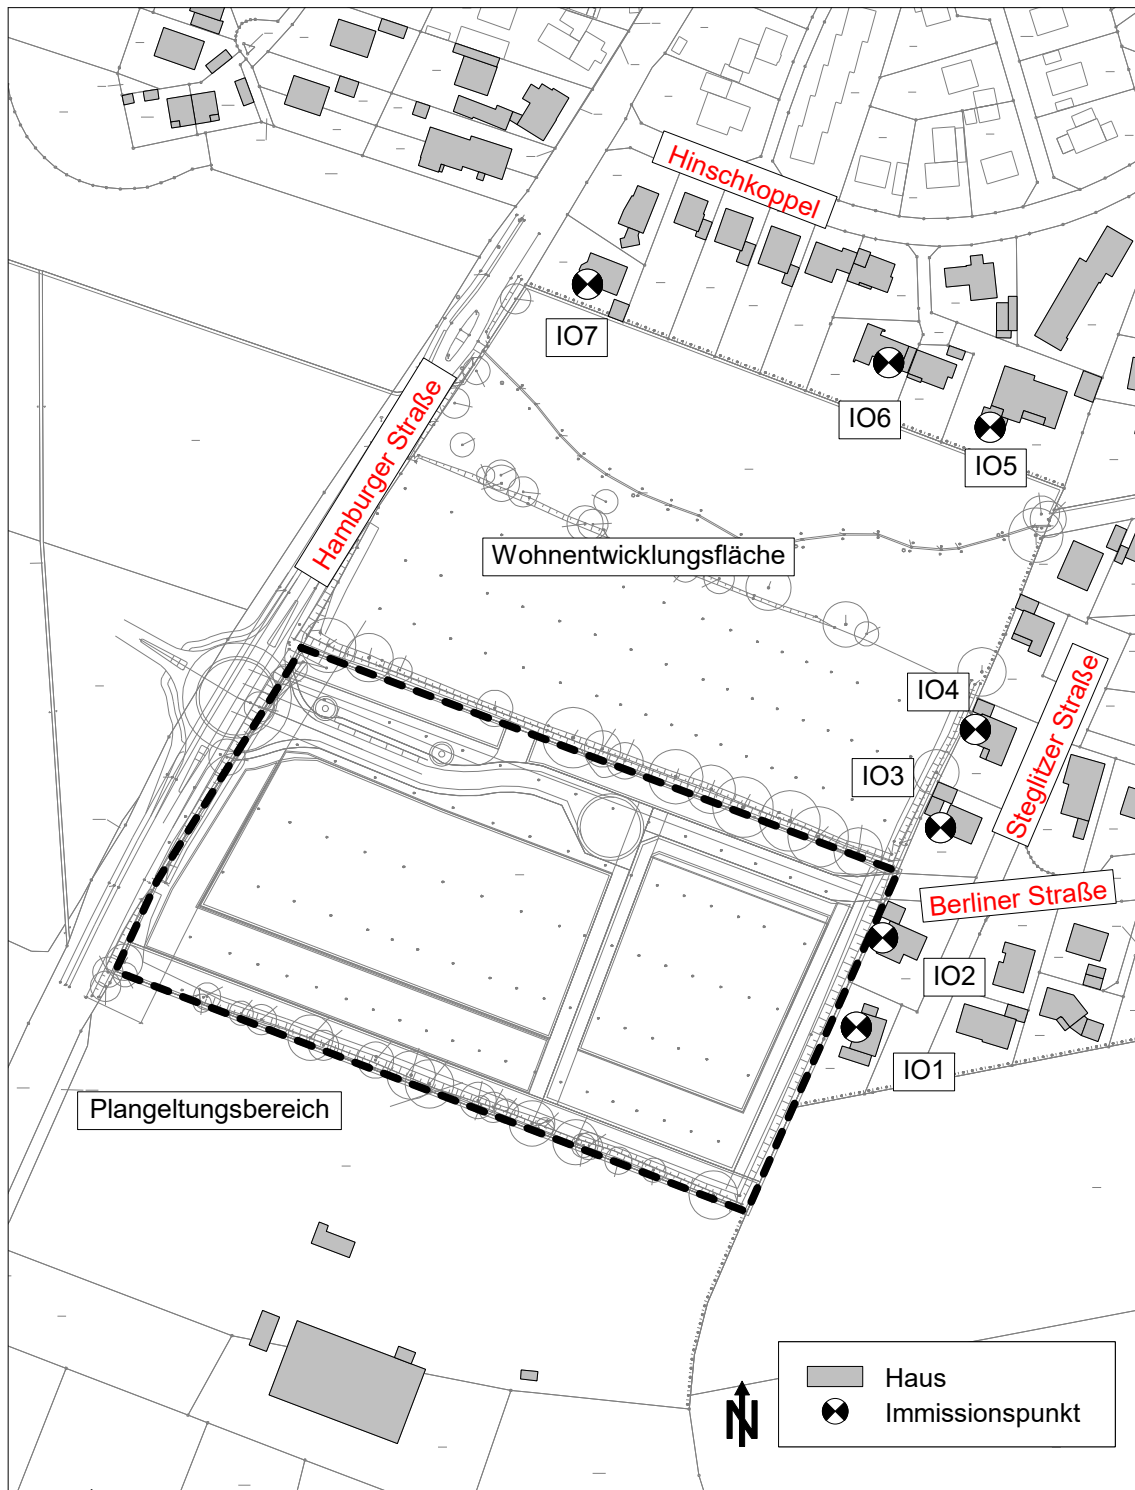 Hinschkoppel
IO7
Hamburger Straße
IO6
IO5
Wohnentwicklungsfläche
IO4
IO3
Steglitzer Straße
Berliner Straße
IO2
IO1
Plangeltungsbereich
N
Haus
Immissionspunkt